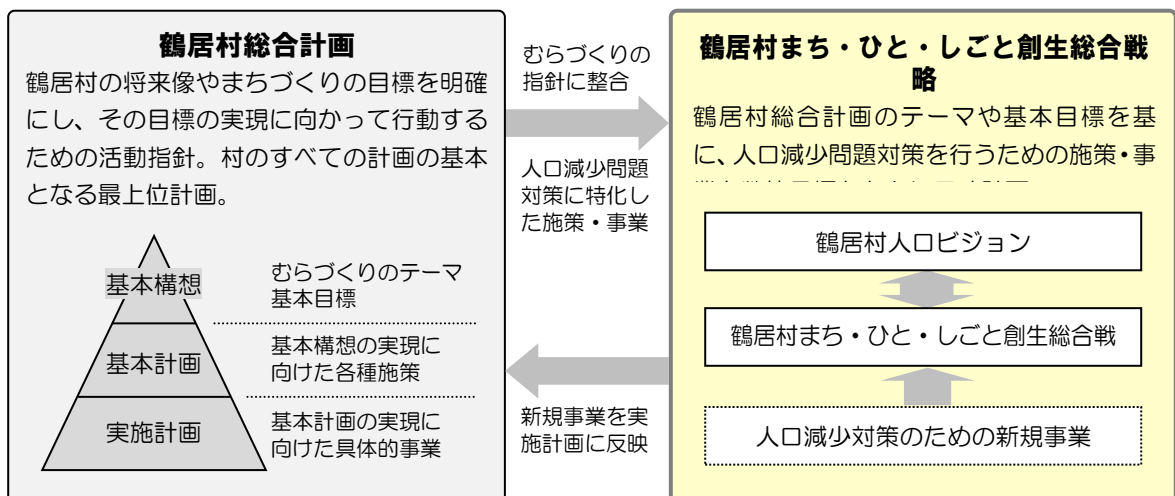 鶴居村総合計画
鶴居村の将来像やまちづくりの目標を明確
にし、その目標の実現に向かって行動する
ための活動指針。村のすべての計画の基本
となる最上位計画。
基本構想
むらづくりのテーマ
基本目標
基本計画
基本構想の実現に
向けた各種施策
実施計画
基本計画の実現に
向けた具体的事業
むらづくりの
指針に整合
人口減少問題
対策に特化し
た施策・事業
新規事業を実
施計画に反映
鶴居村まち・ひと・しごと創生総合戦
略
鶴居村総合計画のテーマや基本目標を基
に、人口減少問題対策を行うための施策・事
鶴居村人口ビジョン
鶴居村まち・ひと・しごと創生総合戦
人口減少対策のための新規事業